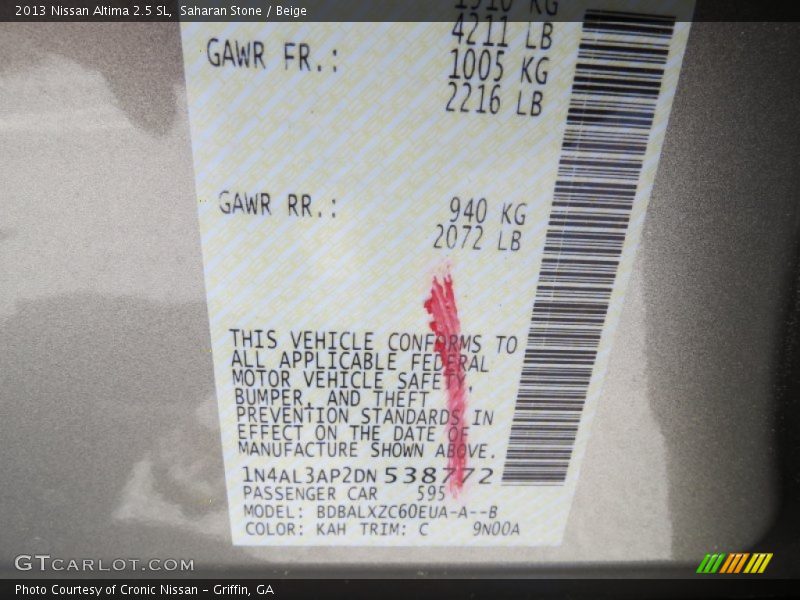 2013 Nissan Altima 2.5 SL, Saharan Stone / Beige
1910 KG
4211 LB
GAWR FR.: 1005 KG
2216 LB
GAWR RR.: 940 KG
2072 LB
THIS VEHICLE CONFORMS TO
ALL APPLICABLE FEDERAL
MOTOR VEHICLE SAFETY,
BUMPER, AND THEFT
PREVENTION STANDARDS IN
EFFECT ON THE DATE OF
MANUFACTURE SHOWN ABOVE.
1N4AL3AP2DN538772
PASSENGER CAR 595
MODEL: BDBALXZC60EUA-A--B
COLOR: KAH TRIM: C 9N00A
GTCARLOT.COM
Photo Courtesy of Cronic Nissan – Griffin, GA